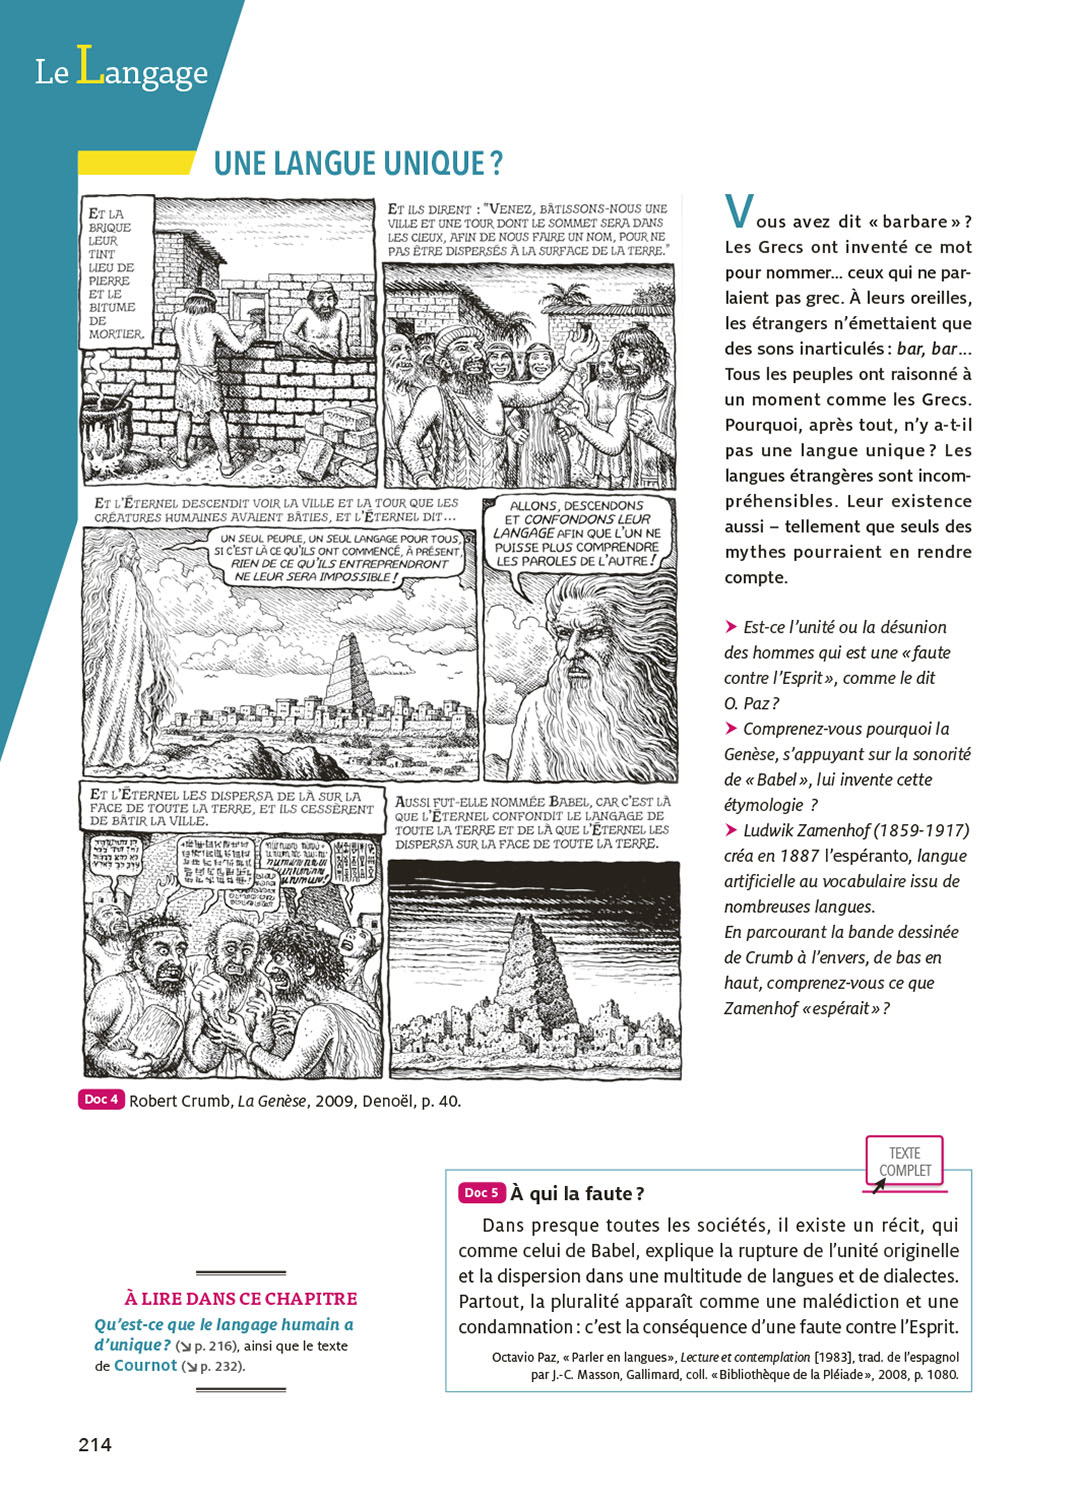 Le Langage
UNE LANGUE UNIQUE ?
ET LA
BRIQUE
LEUR
TINT
LIEU DE
PIERRE
ET LE
BITUME
DE
MORTIER.
ET ILS DIRENT : "VENEZ, BÂTISSONS-NOUS UNE
VILLE ET UNE TOUR DONT LE SOMMET SERA DANS
LES CIEUX, AFIN DE NOUS FAIRE UN NOM, POUR NE
PAS ÊTRE DISPERSÉS À LA SURFACE DE LA TERRE."
ET L'ÉTERNEL DESCENDIT VOIR LA VILLE ET LA TOUR QUE LES
CRÉATURES HUMAINES AVAIENT BÂTIES, ET L'ÉTERNEL DIT...
UN SEUL PEUPLE, UN SEUL LANGAGE POUR TOUS,
SI C'EST LÀ CE QU'ILS ONT COMMENCÉ, À PRÉSENT,
RIEN DE CE QU'ILS ENTREPRENDRONT
NE LEUR SERA IMPOSSIBLE !
ALLONS, DESCENDONS
ET CONFONDONS LEUR
LANGAGE AFIN QUE L'UN NE
PUISSE PLUS COMPRENDRE
LES PAROLES DE L'AUTRE !
ET L'ÉTERNEL LES DISPERSA DE LÀ SUR LA
FACE DE TOUTE LA TERRE, ET ILS CESSÈRENT
DE BÂTIR LA VILLE.
AUSSI FUT-ELLE NOMMÉE BABEL, CAR C'EST LÀ
QUE L'ÉTERNEL CONFONDIT LE LANGAGE DE
TOUTE LA TERRE ET DE LÀ QUE L'ÉTERNEL LES
DISPERSA SUR LA FACE DE TOUTE LA TERRE.
Doc 4 Robert Crumb, La Genèse, 2009, Denoël, p. 40.
Vous avez dit « barbare » ?
Les Grecs ont inventé ce mot
pour nommer... ceux qui ne par-
laient pas grec. À leurs oreilles,
les étrangers n'émettaient que
des sons inarticulés : bar, bar...
Tous les peuples ont raisonné à
un moment comme les Grecs.
Pourquoi, après tout, n'y a-t-il
pas une langue unique ? Les
langues étrangères sont incom-
préhensibles. Leur existence
aussi – tellement que seuls des
mythes pourraient en rendre
compte.
➤ Est-ce l'unité ou la désunion
des hommes qui est une « faute
contre l'Esprit », comme le dit
O. Paz ?
➤ Comprenez-vous pourquoi la
Genèse, s'appuyant sur la sonorité
de « Babel », lui invente cette
étymologie ?
➤ Ludwik Zamenhof (1859-1917)
créa en 1887 l'espéranto, langue
artificielle au vocabulaire issu de
nombreuses langues.
En parcourant la bande dessinée
de Crumb à l'envers, de bas en
haut, comprenez-vous ce que
Zamenhof « espérait » ?
TEXTE
COMPLET
Doc 5 À qui la faute ?
Dans presque toutes les sociétés, il existe un récit, qui
comme celui de Babel, explique la rupture de l'unité originelle
et la dispersion dans une multitude de langues et de dialectes.
Partout, la pluralité apparaît comme une malédiction et une
condamnation : c'est la conséquence d'une faute contre l'Esprit.
Octavio Paz, « Parler en langues », Lecture et contemplation [1983], trad. de l'espagnol
par J.-C. Masson, Gallimard, coll. « Bibliothèque de la Pléiade », 2008, p. 1080.
À LIRE DANS CE CHAPITRE
Qu'est-ce que le langage humain a
d'unique ? (↘ p. 216), ainsi que le texte
de Cournot (↘ p. 232).
214